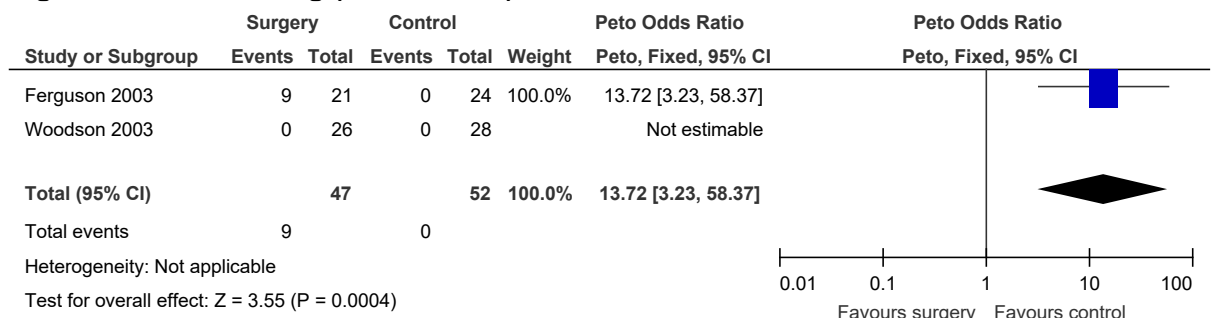 Surgery Control Peto Odds Ratio Peto Odds Ratio
Study or Subgroup Events Total Events Total Weight Peto, Fixed, 95% CI Peto, Fixed, 95% CI
Ferguson 2003 9 21 0 24 100.0% 13.72 [3.23, 58.37]
Woodson 2003 0 26 0 28 Not estimable
Total (95% CI) 47 52 100.0% 13.72 [3.23, 58.37]
Total events 9 0
Heterogeneity: Not applicable
Test for overall effect: Z = 3.55 (P = 0.0004)
0.01 0.1 1 10 100
Favours surgery Favours control